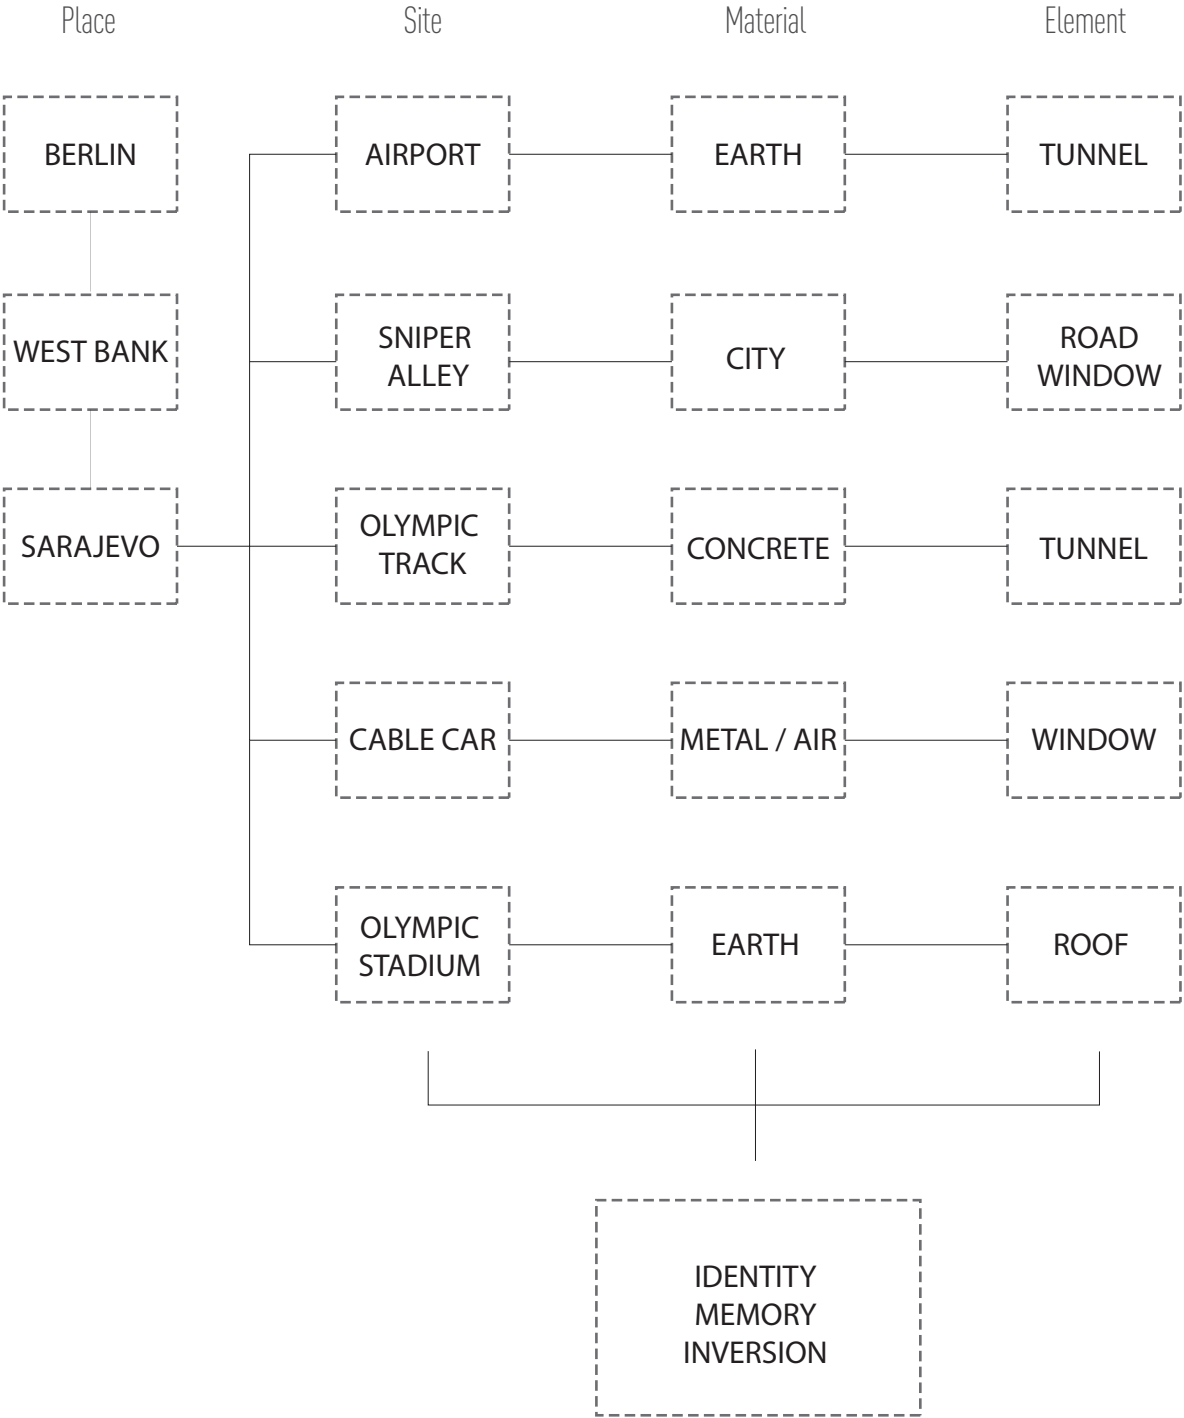 Place
Site
Material
Element
BERLIN
AIRPORT
EARTH
TUNNEL
WEST BANK
SNIPER
ALLEY
CITY
ROAD
WINDOW
SARAJEVO
OLYMPIC
TRACK
CONCRETE
TUNNEL
CABLE CAR
METAL / AIR
WINDOW
OLYMPIC
STADIUM
EARTH
ROOF
IDENTITY
MEMORY
INVERSION